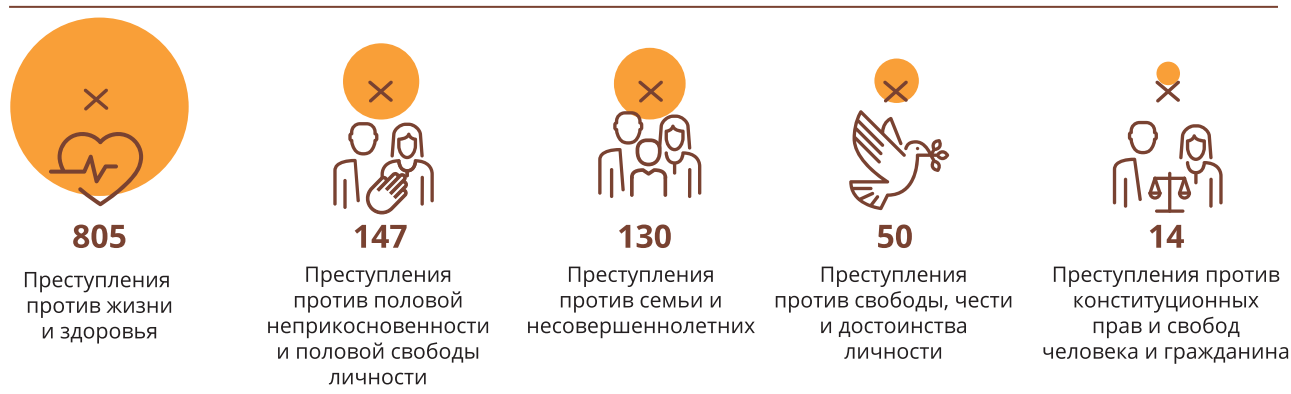 805
Преступления
против жизни
и здоровья
147
Преступления
против половой
неприкосновенности
и половой свободы
личности
130
Преступления
против семьи и
несовершеннолетних
50
Преступления
против свободы, чести
и достоинства
личности
14
Преступления против
конституционных
прав и свобод
человека и гражданина